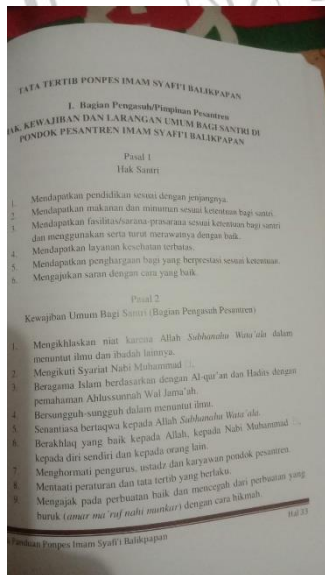 TATA TERTIB PONPES IMAM SYAFI'I BALIKPAPAN
I. Bagian Pengasuh/Pimpinan Pesantren
HAK, KEWAJIBAN DAN LARANGAN UMUM BAGI SANTRI DI
PONDOK PESANTREN IMAM SYAFI'I BALIKPAPAN
Pasal 1
Hak Santri
1. Mendapatkan pendidikan sesuai dengan jenjangnya.
2. Mendapatkan makanan dan minuman sesuai ketentuan bagi santri.
3. Mendapatkan fasilitas/sarana-prasarana sesuai ketentuan bagi santri
dan menggunakan serta turut merawatnya dengan baik.
4. Mendapatkan layanan kesehatan terbatas.
5. Mendapatkan penghargaan bagi yang berprestasi sesuai ketentuan.
6. Mengajukan saran dengan cara yang baik.
Pasal 2
Kewajiban Umum Bagi Santri (Bagian Pengasuh Pesantren)
1. Mengikhlaskan niat karena Allah Subhanahu Wata'ala dalam
menuntut ilmu dan ibadah lainnya.
2. Mengikuti Syariat Nabi Muhammad
3. Beragama Islam berdasarkan dengan Al-qur'an dan Hadits dengan
pemahaman Ahlussunnah Wal Jama'ah.
4. Bersungguh-sungguh dalam menuntut ilmu.
5. Senantiasa bertaqwa kepada Allah Subhanahu Wata'ala.
6. Berakhlaq yang baik kepada Allah, kepada Nabi Muhammad
kepada diri sendiri dan kepada orang lain.
7. Menghormati pengurus, ustadz dan karyawan pondok pesantren.
8. Mentaati peraturan dan tata tertib yang berlaku.
9. Mengajak pada perbuatan baik dan mencegah dari perbuatan yang
buruk (amar ma'ruf nahi munkar) dengan cara hikmah.
Panduan Ponpes Imam Syafi'i Balikpapan